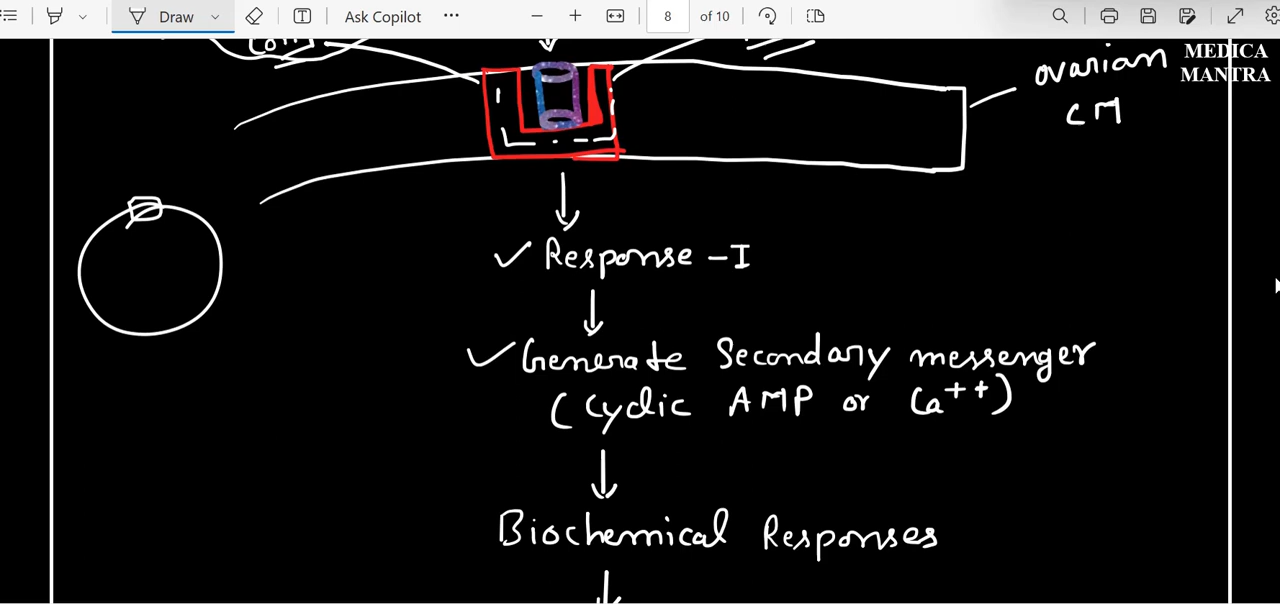 Draw
Ask Copilot
8 of 10
MEDICA
MANTRA
ovarian
CM
✓ Response - I
✓ Generate Secondary messenger
(Cyclic AMP or Ca++)
Biochemical Responses